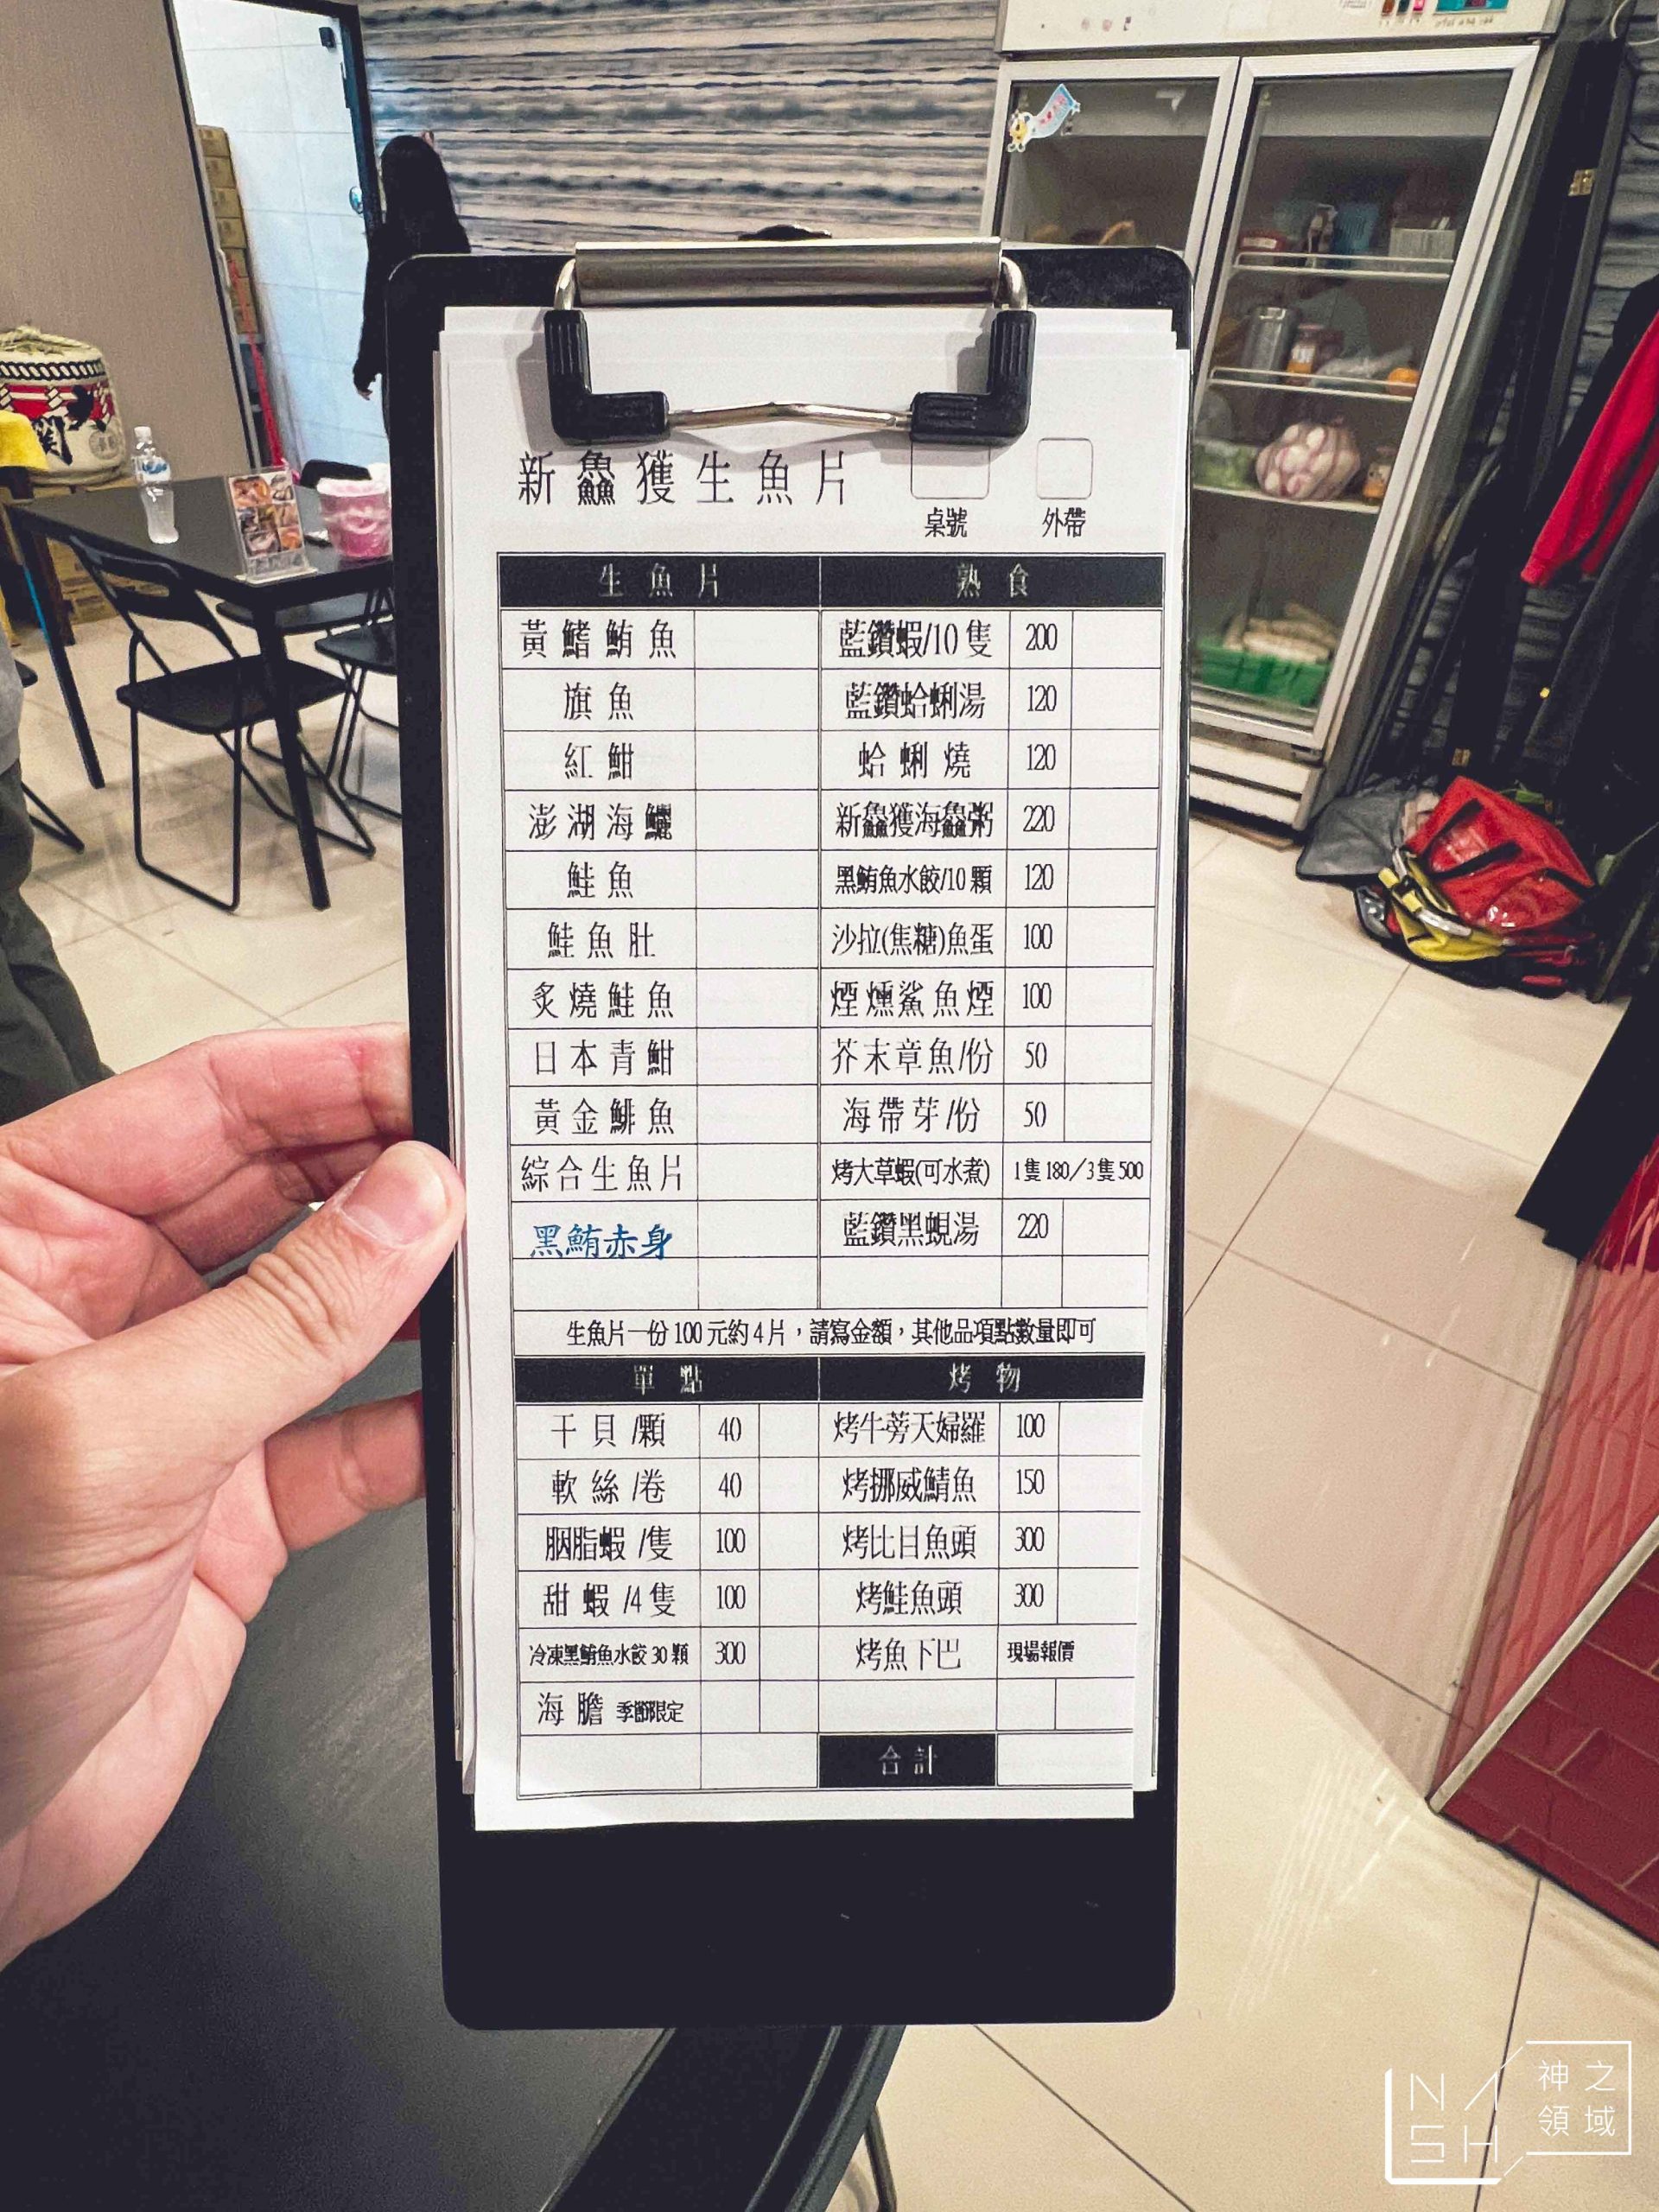 新鱻獲生魚片
桌號 外帶
生魚片 熟食
黃鰭鮪魚 藍鑽蝦/10隻 200
旗魚 藍鑽蛤蜊湯 120
紅魽 蛤蜊燒 120
澎湖海鱺 新鱻獲海鱻粥 220
鮭魚 黑鮪魚水餃/10顆 120
鮭魚肚 沙拉(焦糖)魚蛋 100
炙燒鮭魚 煙燻鯊魚煙 100
日本青魽 芥末章魚/份 50
黃金鯡魚 海帶芽/份 50
綜合生魚片 烤大草蝦(可水煮) 1隻180/3隻500
黑鮪赤身 藍鑽黑蜆湯 220
生魚片一份100元約4片，請寫金額，其他品項點數量即可
單點 烤物
干貝/顆 40 烤牛蒡天婦羅 100
軟絲/卷 40 烤挪威鯖魚 150
胭脂蝦/隻 100 烤比目魚頭 300
甜蝦/4隻 100 烤鮭魚頭 300
冷凍黑鮪魚水餃30顆 300 烤魚下巴 現場報價
海膽 季節限定
合計
NASH 神之領域